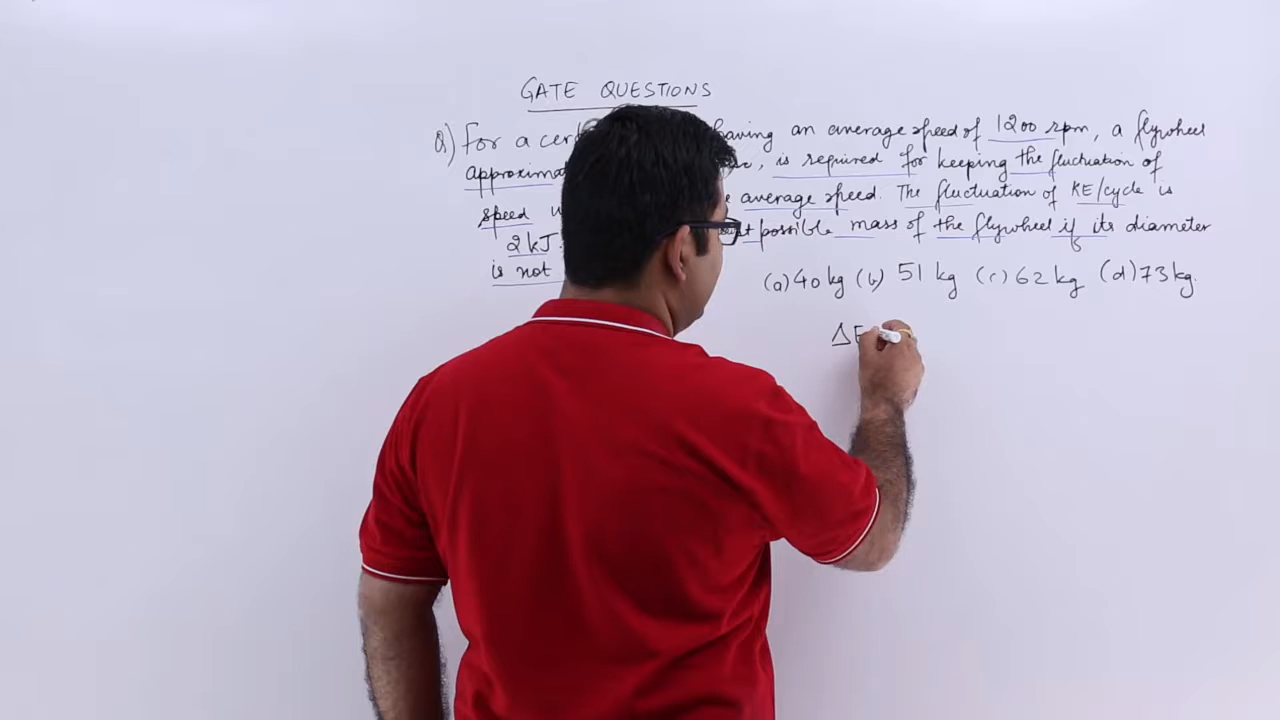 GATE QUESTIONS
Q) For a having an average speed of 1200 rpm, a flywheel
is required for keeping the fluctuation of
speed average speed. The fluctuation of KE/cycle is
2 kJ. possible mass of the flywheel if its diameter
is not
(a) 40 kg (b) 51 kg (c) 62 kg (d) 73 kg.
ΔE